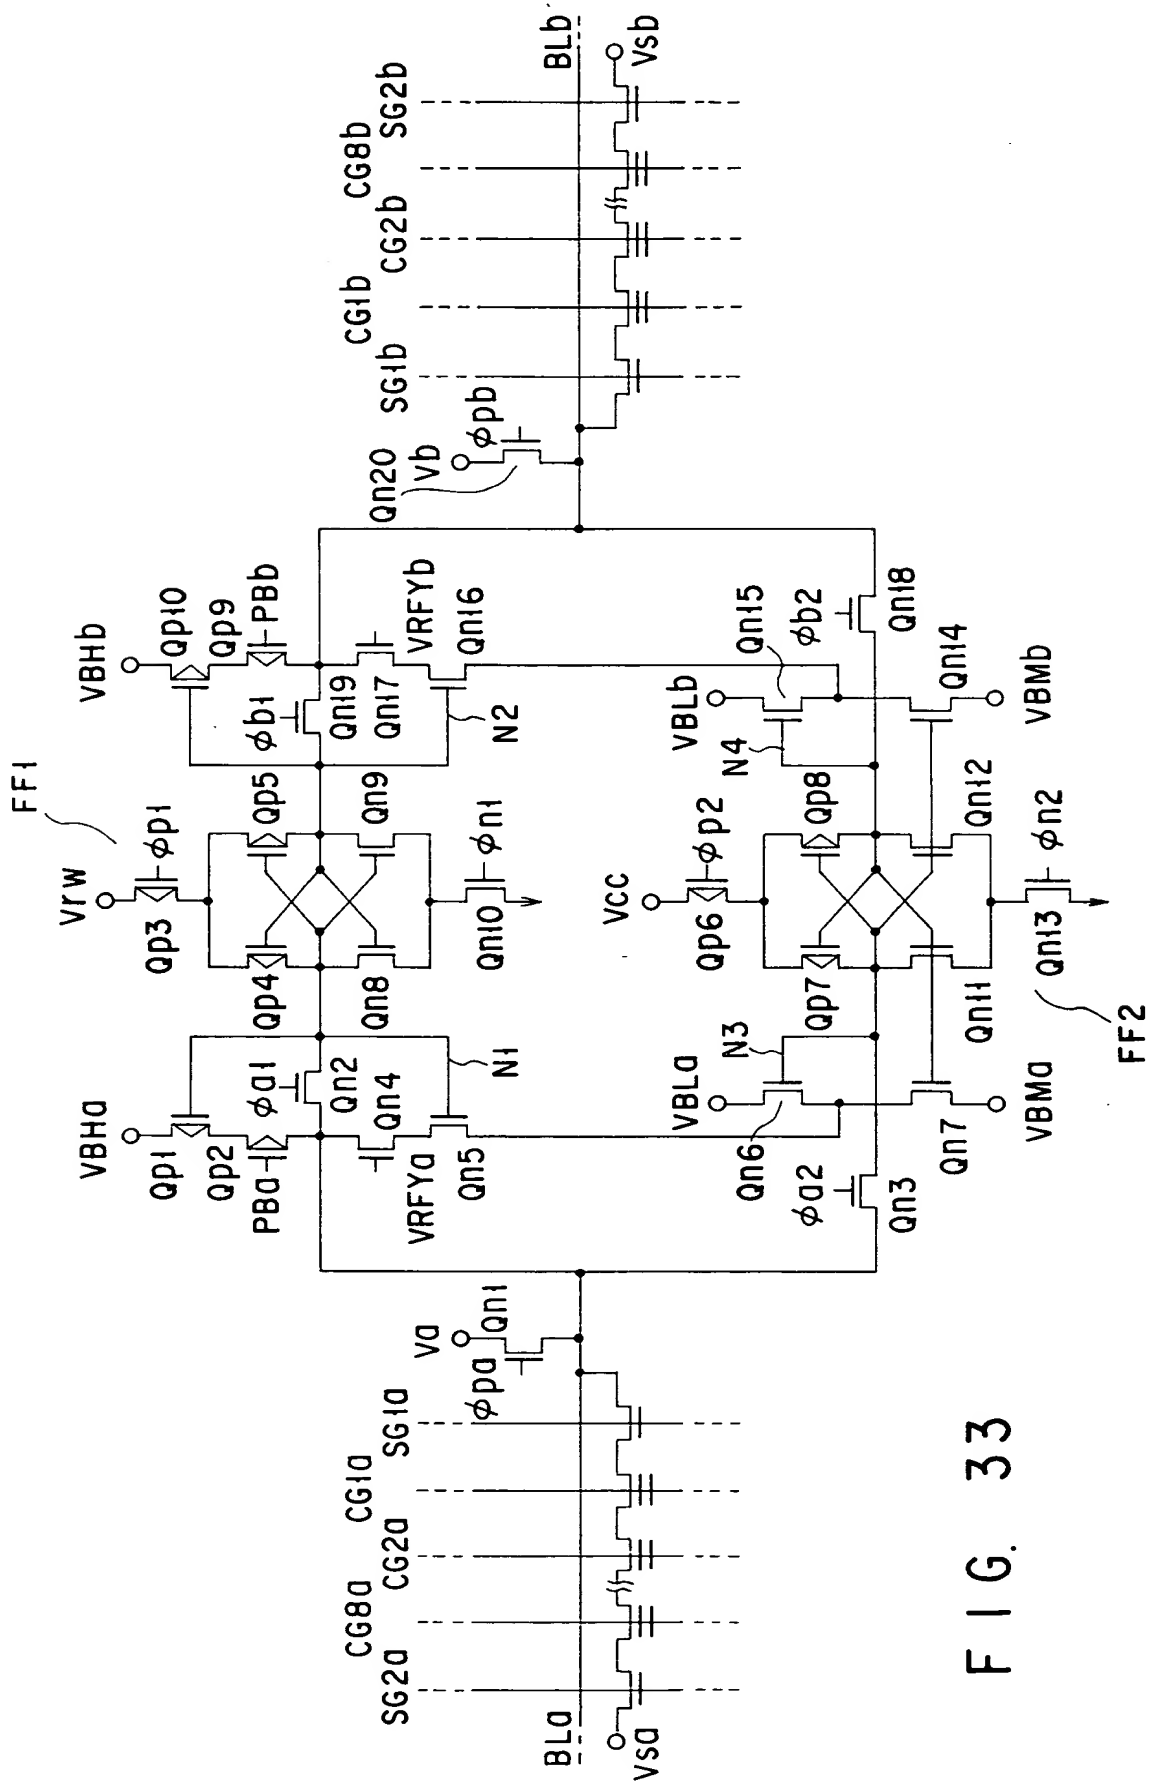 FF1
VBHa
Vrw
VBHb
Qp1
Qp2
PBa
Qp3
φp1
Qp10
Qp9
PBb
φa1
Qp4
Qp5
φb1
Qn2
Qn4
Qn8
Qn9
Qn19
Qn17
VRFYa
VRFYb
Qn5
N1
Qn10
φn1
N2
Qn16
SG2a
CG8a
CG2a
CG1a
SG1a
φpa
Va
Qn1
Qn20
Vb
φpb
SG1b
CG1b
CG2b
CG8b
SG2b
BLa
Vsa
BLb
Vsb
VBLa
Vcc
VBLb
Qn6
N3
Qp6
φp2
N4
Qn15
φa2
φb2
Qp7
Qp8
Qn3
Qn18
Qn7
Qn11
Qn12
Qn14
VBMa
Qn13
φn2
VBMb
FF2
FIG. 33